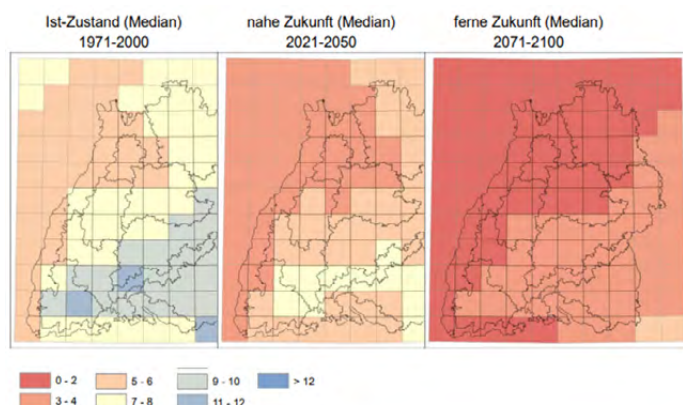 Ist-Zustand (Median)
1971-2000
nahe Zukunft (Median)
2021-2050
ferne Zukunft (Median)
2071-2100
0 - 2
5 - 6
9 - 10
> 12
3 - 4
7 - 8
11 - 12